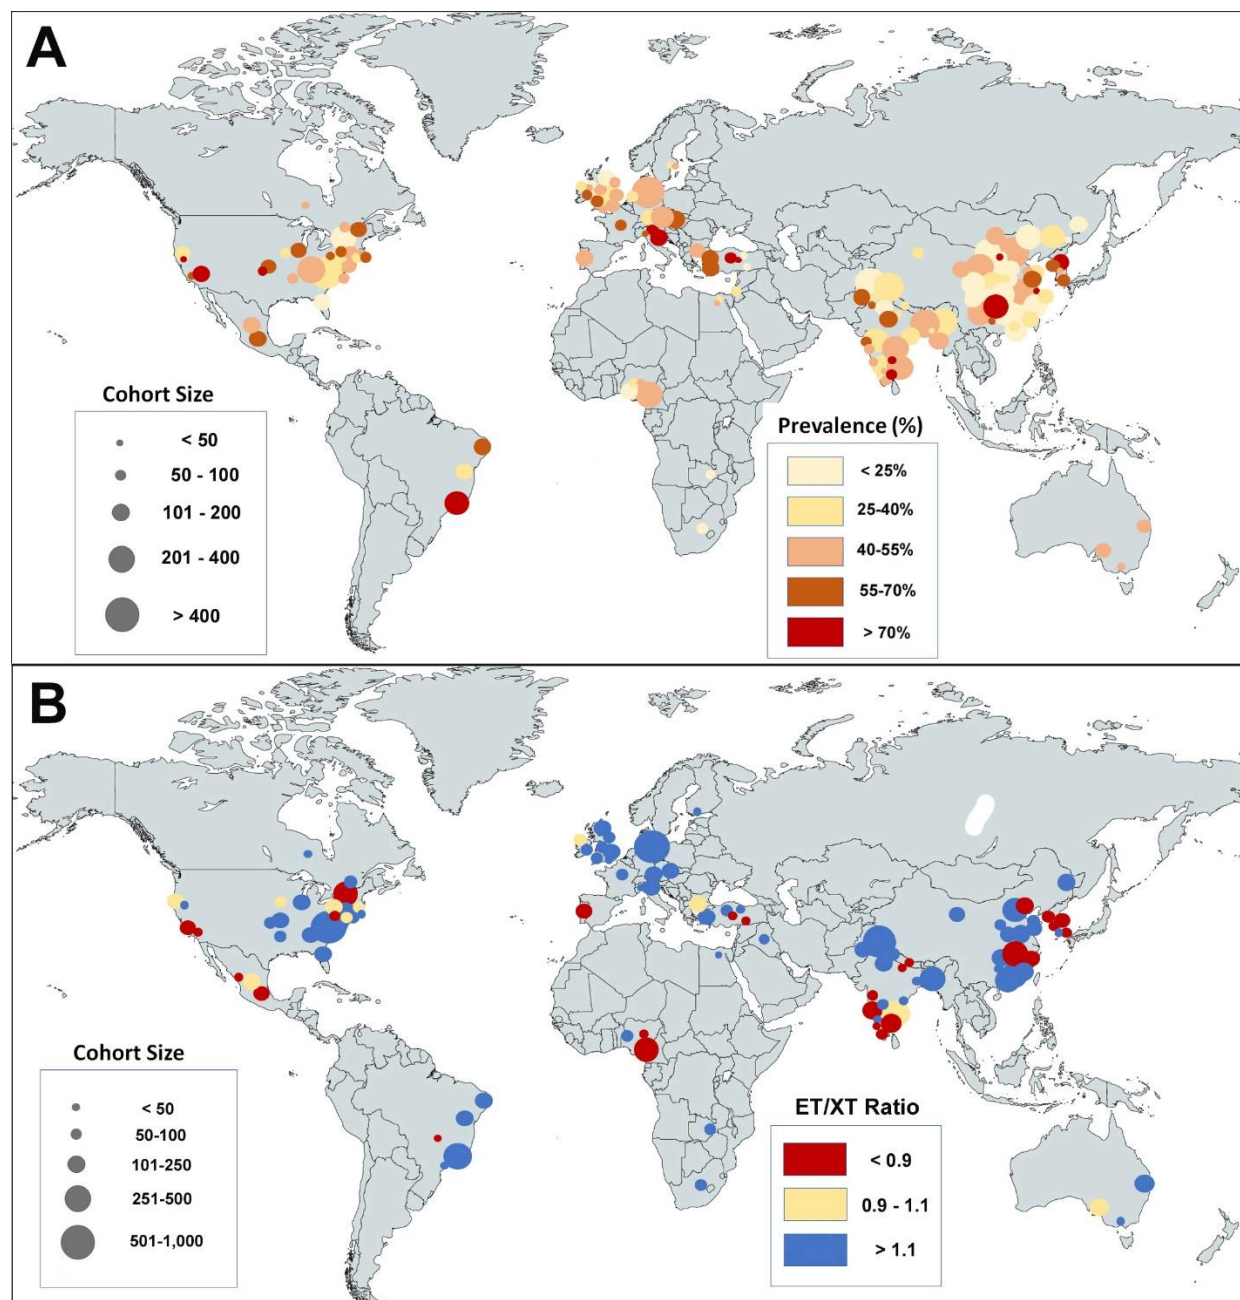 A
Cohort Size
< 50
50 - 100
101 - 200
201 - 400
> 400
Prevalence (%)
< 25%
25-40%
40-55%
55-70%
> 70%
B
Cohort Size
< 50
50-100
101-250
251-500
501-1,000
ET/XT Ratio
< 0.9
0.9 - 1.1
> 1.1